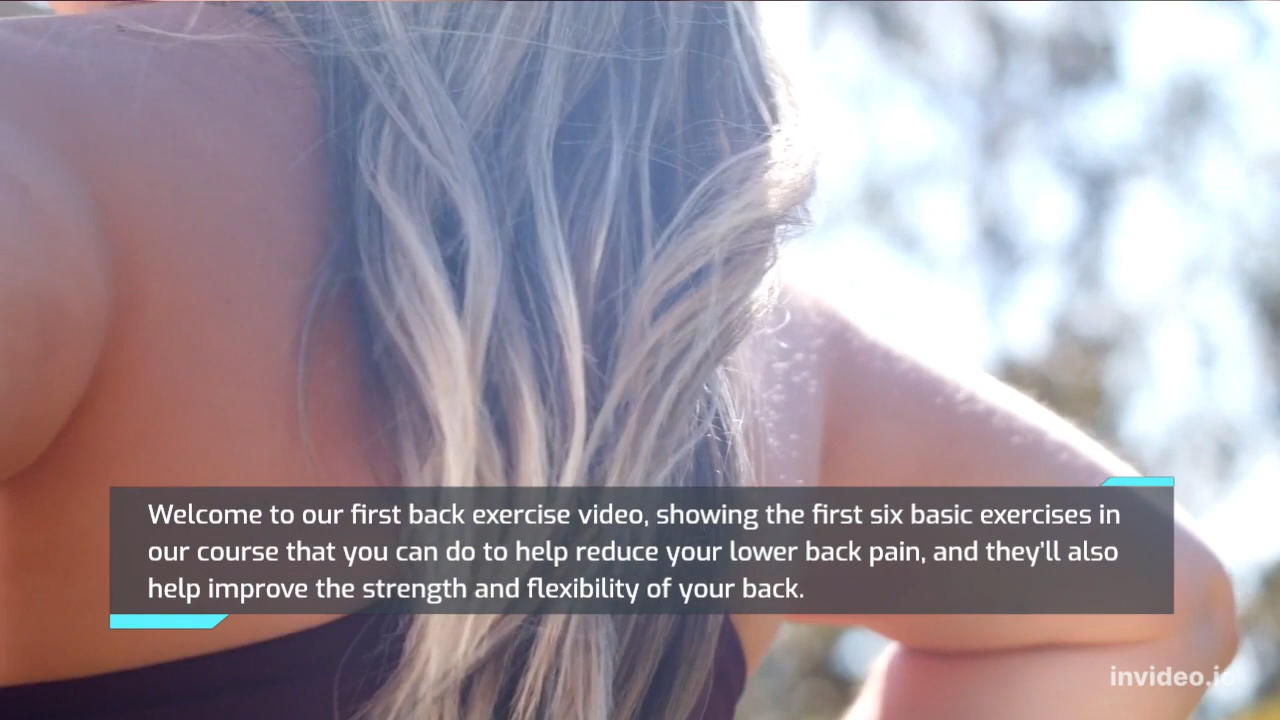 Welcome to our first back exercise video, showing the first six basic exercises in
our course that you can do to help reduce your lower back pain, and they'll also
help improve the strength and flexibility of your back.
invideo.io